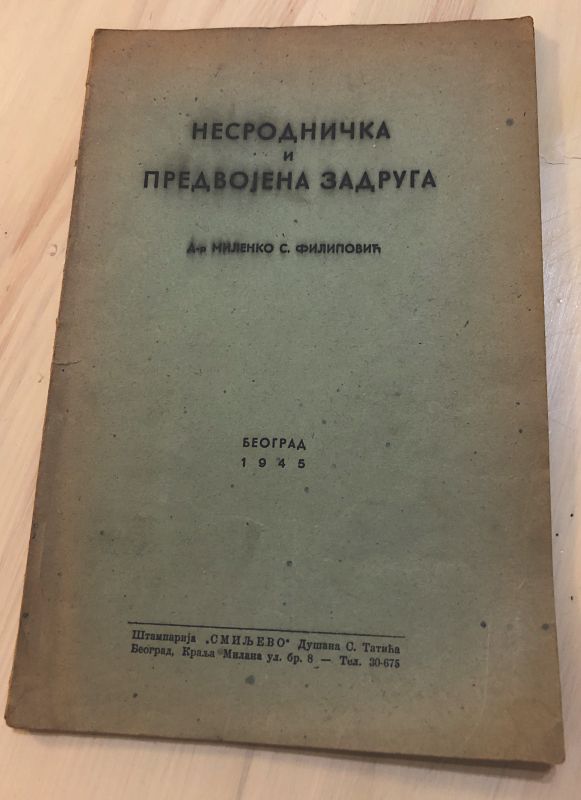 НЕСРОДНИЧКА
И
ПРЕДВОЈЕНА ЗАДРУГА
Д-р МИЛЕНКО С. ФИЛИПОВИЋ
БЕОГРАД
1945
Штампарија „СМИЉЕВО“ Душана С. Татића
Београд, Краља Милана ул. бр. 8 — Тел. 30-675